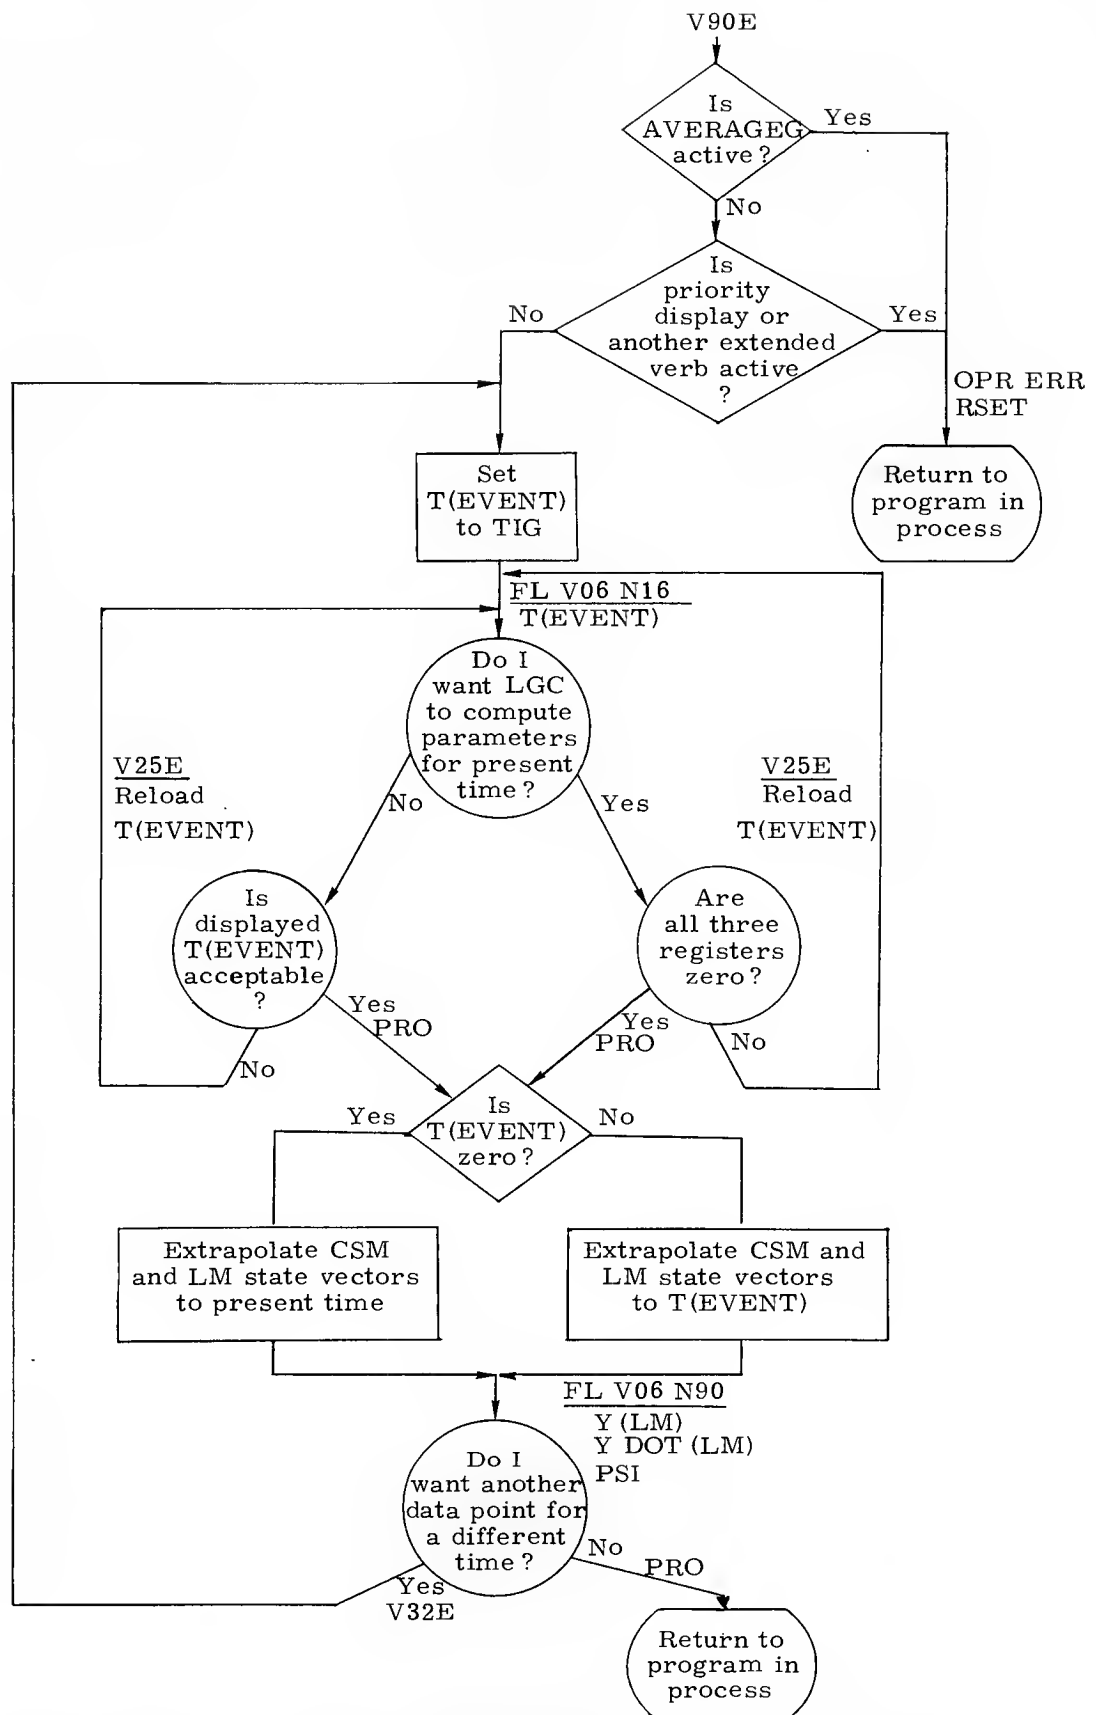 V90E
Is
AVERAGEG
active?
Yes
No
Is
priority
display or
another extended
verb active
?
No
Yes
OPR ERR
RSET
Return to
program in
process
Set
T(EVENT)
to TIG
FL V06 N16
T(EVENT)
Do I
want LGC
to compute
parameters
for present
time?
No
Yes
V25E
Reload
T(EVENT)
V25E
Reload
T(EVENT)
Is
displayed
T(EVENT)
acceptable
?
Are
all three
registers
zero?
Yes
PRO
No
Yes
PRO
No
Is
T(EVENT)
zero?
Yes
No
Extrapolate CSM
and LM state vectors
to present time
Extrapolate CSM and
LM state vectors
to T(EVENT)
FL V06 N90
Y (LM)
Y DOT (LM)
PSI
Do I
want another
data point for
a different
time?
Yes
V32E
No
PRO
Return to
program in
process